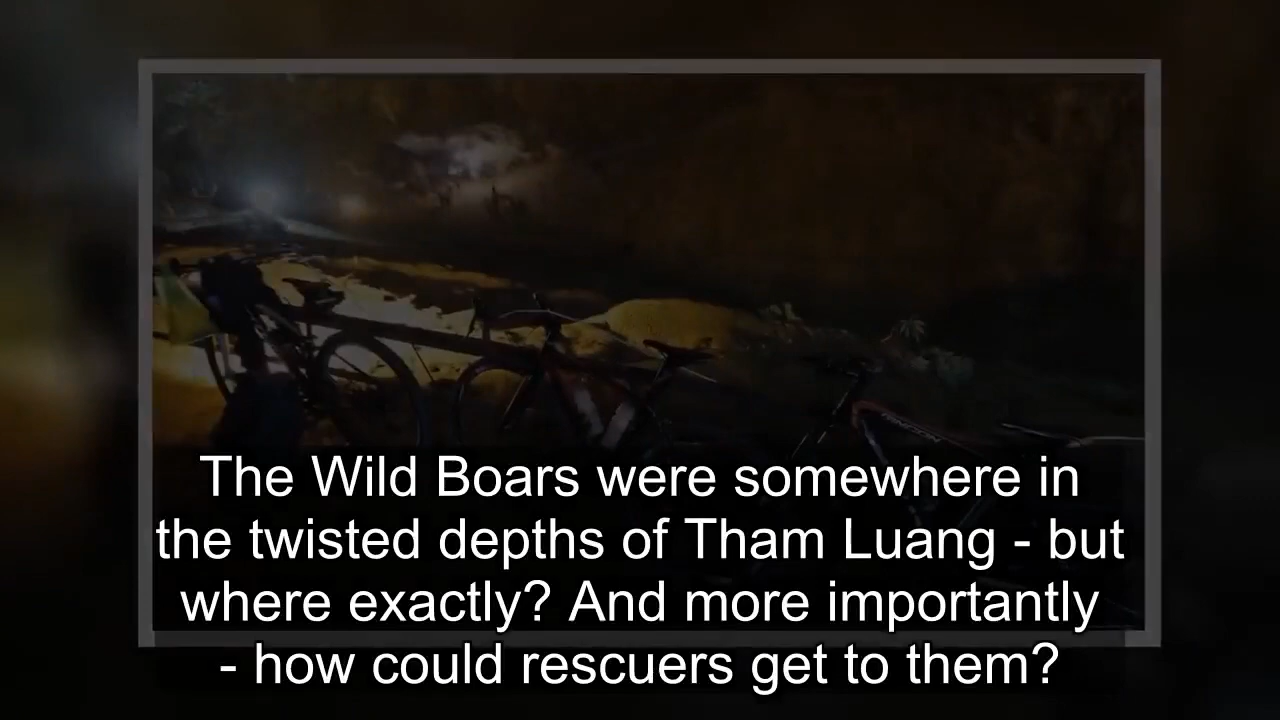 The Wild Boars were somewhere in
the twisted depths of Tham Luang - but
where exactly? And more importantly
- how could rescuers get to them?